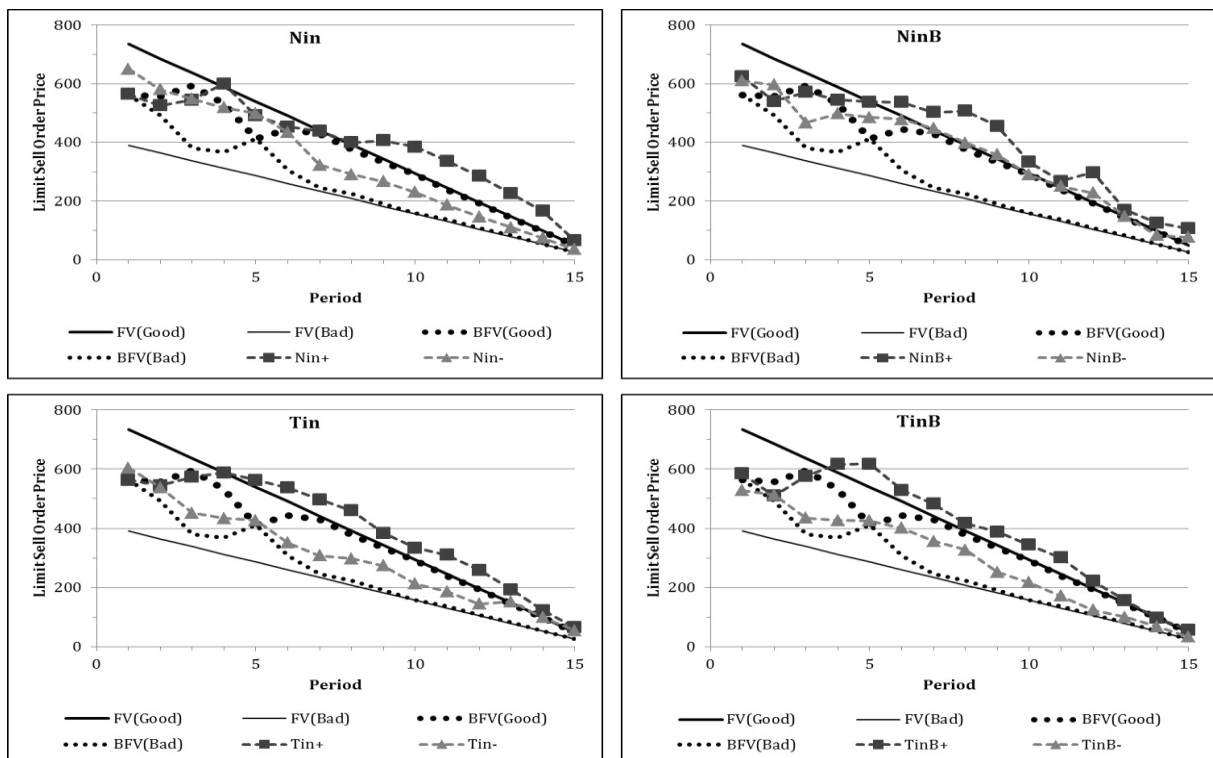 Nin
Limit Sell Order Price
800
600
400
200
0
0 5 10 15
Period
FV(Good) FV(Bad) BFV(Good)
BFV(Bad) Nin+ Nin-
NinB
Limit Sell Order Price
800
600
400
200
0
0 5 10 15
Period
FV(Good) FV(Bad) BFV(Good)
BFV(Bad) NinB+ NinB-
Tin
Limit Sell Order Price
800
600
400
200
0
0 5 10 15
Period
FV(Good) FV(Bad) BFV(Good)
BFV(Bad) Tin+ Tin-
TinB
Limit Sell Order Price
800
600
400
200
0
0 5 10 15
Period
FV(Good) FV(Bad) BFV(Good)
BFV(Bad) TinB+ TinB-